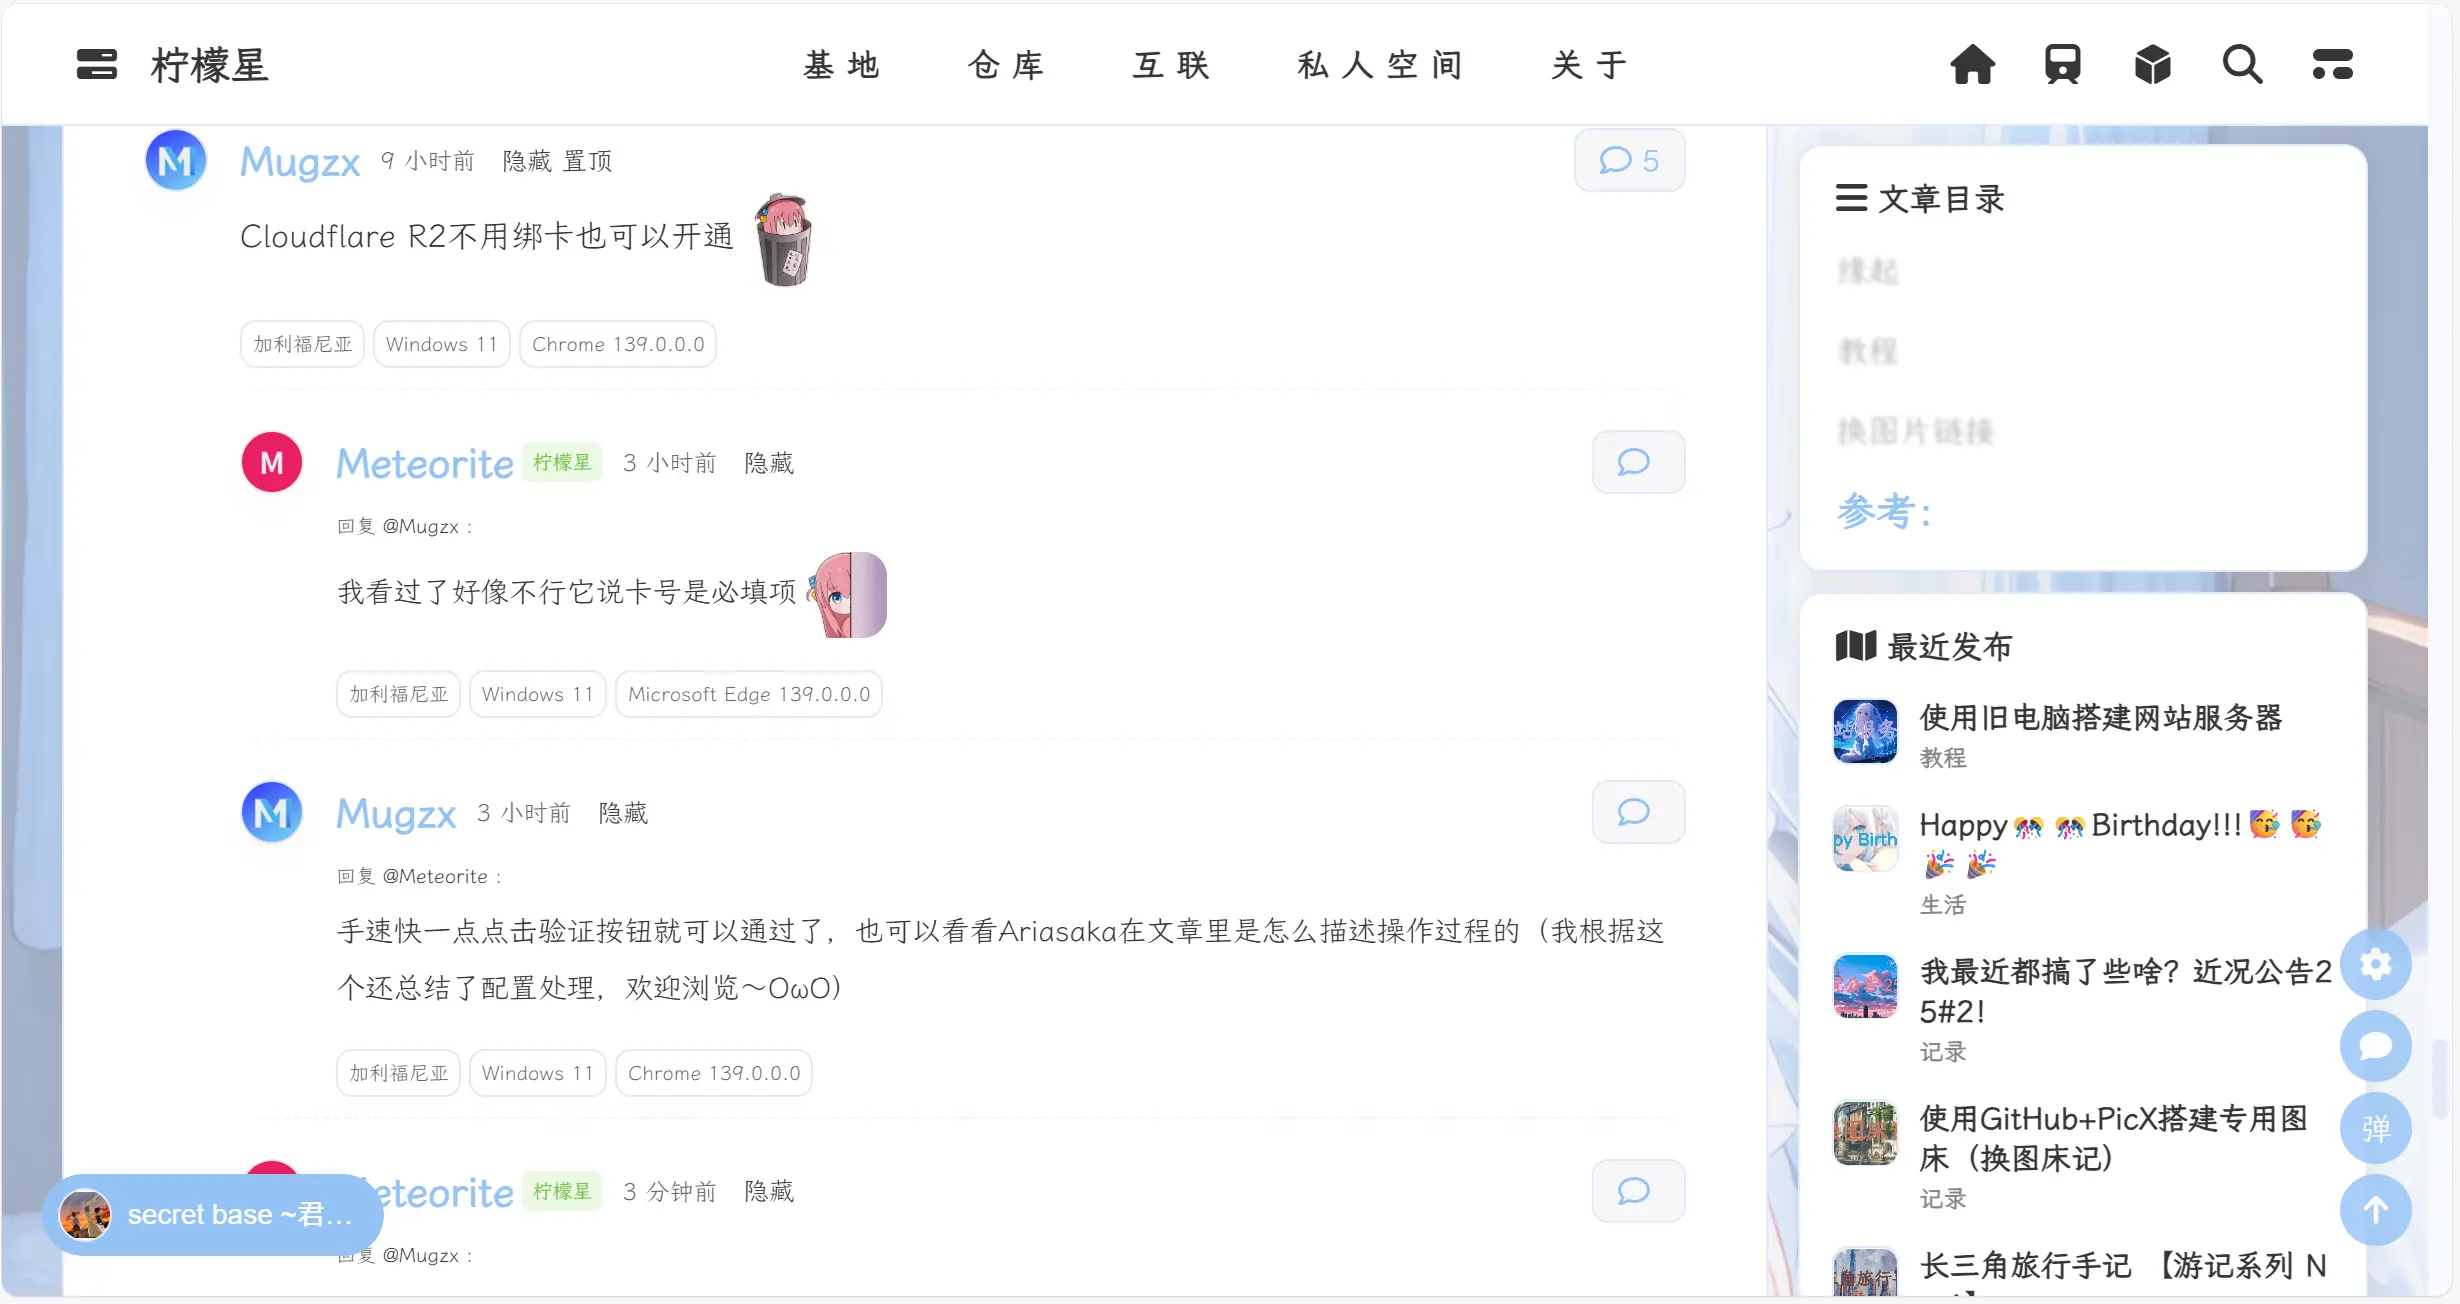 柠檬星
基地
仓库
互联
私人空间
关于
Mugzx 9 小时前 隐藏 置顶
5
Cloudflare R2不用绑卡也可以开通
加利福尼亚 Windows 11 Chrome 139.0.0.0
Meteorite 柠檬星 3 小时前 隐藏
回复 @Mugzx :
我看过了好像不行它说卡号是必填项
加利福尼亚 Windows 11 Microsoft Edge 139.0.0.0
Mugzx 3 小时前 隐藏
回复 @Meteorite :
手速快一点点击验证按钮就可以通过了，也可以看看Ariasaka在文章里是怎么描述操作过程的（我根据这
个还总结了配置处理，欢迎浏览～OωO）
加利福尼亚 Windows 11 Chrome 139.0.0.0
eteorite 柠檬星 3 分钟前 隐藏
回复 @Mugzx :
secret base ~君...
文章目录
缘起
教程
换图片链接
参考：
最近发布
使用旧电脑搭建网站服务器
教程
Happy🎊🎊Birthday!!!🥳🥳
🎉🎉
生活
我最近都搞了些啥？近况公告2
5#2!
记录
使用GitHub+PicX搭建专用图
床（换图床记）
记录
长三角旅行手记 【游记系列 N
弹